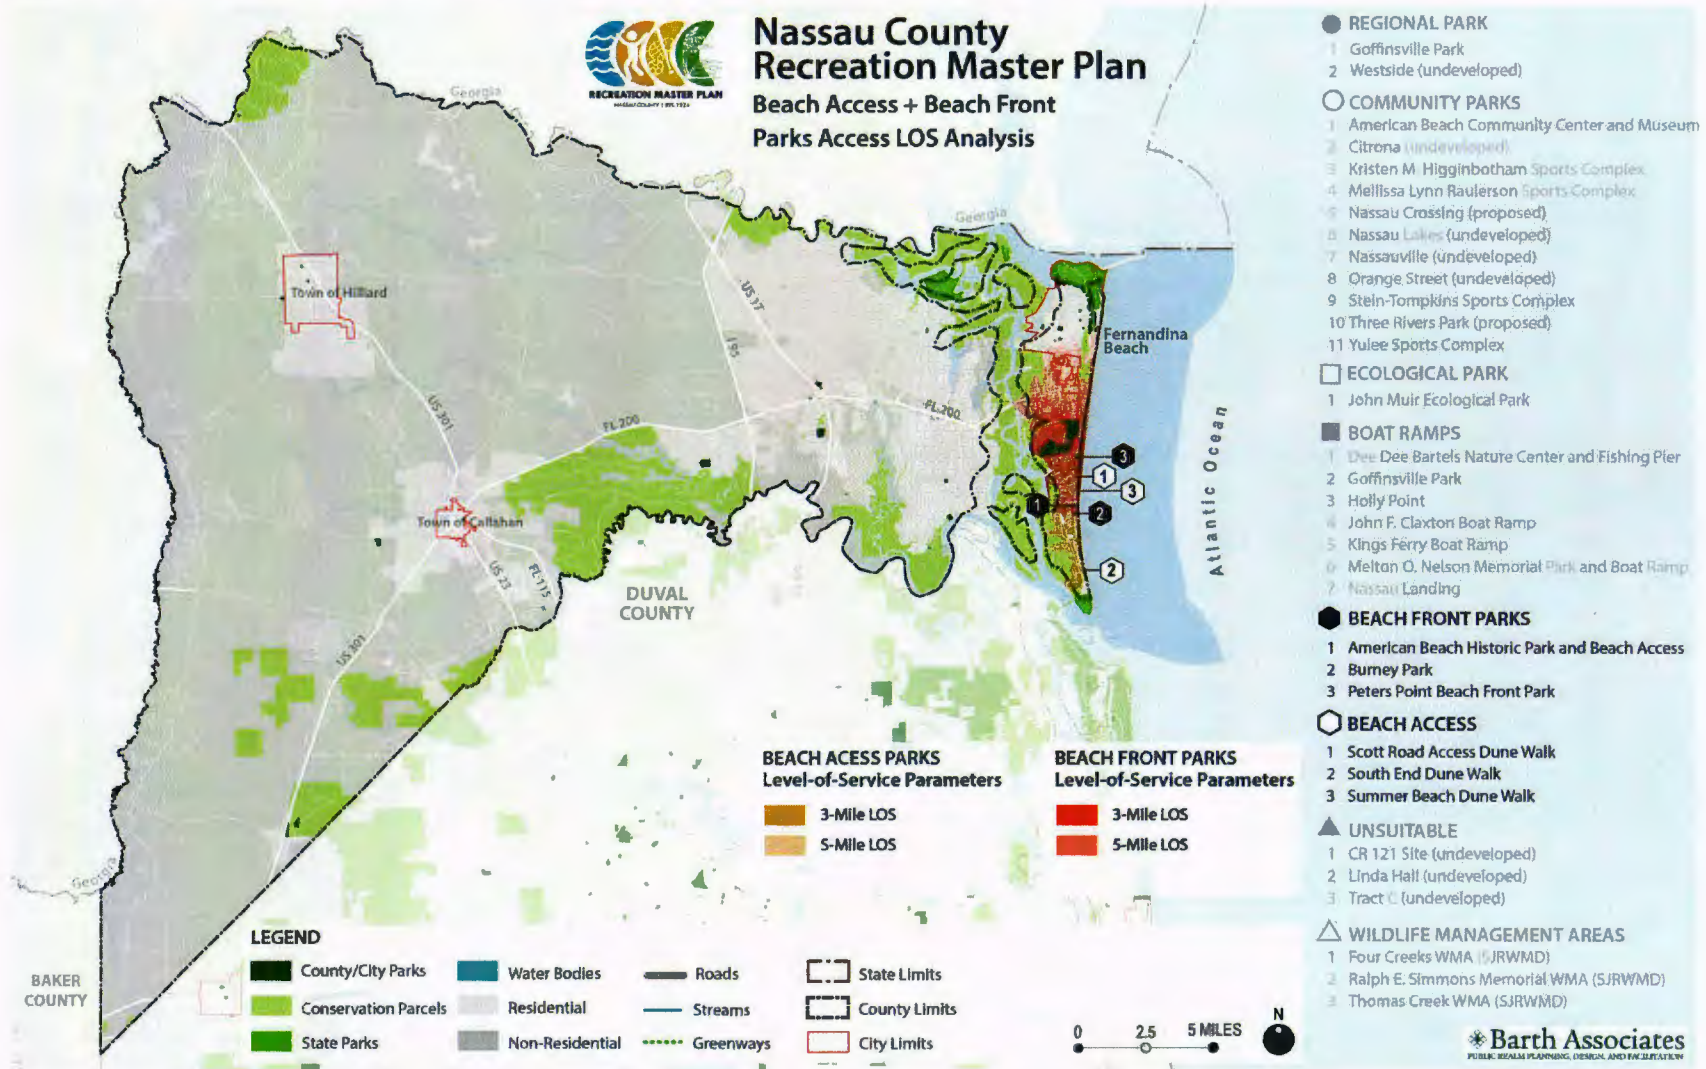 RECREATION MASTER PLAN
NASSAU COUNTY | EST. 1824
Nassau County
Recreation Master Plan
Beach Access + Beach Front
Parks Access LOS Analysis
Georgia
Georgia
Town of Hilliard
US 17
I 95
Fernandina
Beach
US 301
FL 200
FL 200
Town of Callahan
US 23
FL 115
US 301
DUVAL
COUNTY
Georgia
BAKER
COUNTY
Atlantic Ocean
3
1
3
1
2
2
BEACH ACESS PARKS
Level-of-Service Parameters
3-Mile LOS
5-Mile LOS
BEACH FRONT PARKS
Level-of-Service Parameters
3-Mile LOS
5-Mile LOS
LEGEND
County/City Parks
Conservation Parcels
State Parks
Water Bodies
Residential
Non-Residential
Roads
Streams
Greenways
State Limits
County Limits
City Limits
0 2.5 5 MILES
N
REGIONAL PARK
1 Goffinsville Park
2 Westside (undeveloped)
COMMUNITY PARKS
1 American Beach Community Center and Museum
2 Citrona (undeveloped)
3 Kristen M Higginbotham Sports Complex
4 Mellissa Lynn Raulerson Sports Complex
5 Nassau Crossing (proposed)
6 Nassau Lakes (undeveloped)
7 Nassauville (undeveloped)
8 Orange Street (undeveloped)
9 Stein-Tompkins Sports Complex
10 Three Rivers Park (proposed)
11 Yulee Sports Complex
ECOLOGICAL PARK
1 John Muir Ecological Park
BOAT RAMPS
1 Dee Dee Bartels Nature Center and Fishing Pier
2 Goffinsville Park
3 Holly Point
4 John F. Claxton Boat Ramp
5 Kings Ferry Boat Ramp
6 Melton O. Nelson Memorial Park and Boat Ramp
7 Nassau Landing
BEACH FRONT PARKS
1 American Beach Historic Park and Beach Access
2 Burney Park
3 Peters Point Beach Front Park
BEACH ACCESS
1 Scott Road Access Dune Walk
2 South End Dune Walk
3 Summer Beach Dune Walk
UNSUITABLE
1 CR 121 Site (undeveloped)
2 Linda Hall (undeveloped)
3 Tract C (undeveloped)
WILDLIFE MANAGEMENT AREAS
1 Four Creeks WMA (SJRWMD)
2 Ralph E. Simmons Memorial WMA (SJRWMD)
3 Thomas Creek WMA (SJRWMD)
Barth Associates
PUBLIC REALM PLANNING, DESIGN, AND FACILITATION